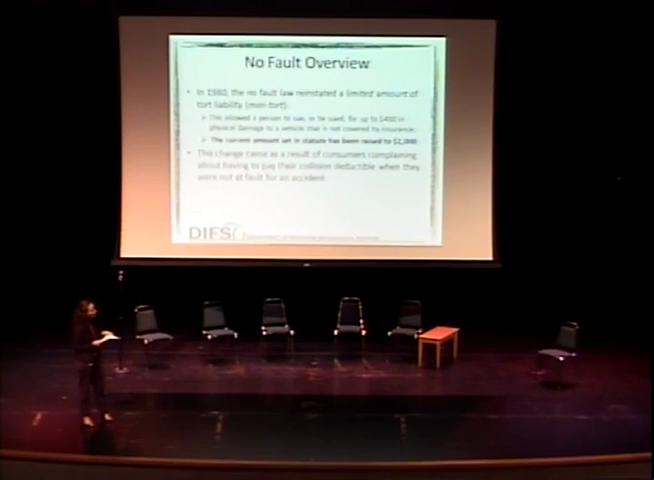 No Fault Overview
In 1980, the no fault law reinstated a limited amount of
tort liability (mini-tort).
This allowed a person to sue, or be sued, for up to $400 in
physical damage to a vehicle that is not covered by insurance.
The current amount set in statute has been raised to $1,000
This change came as a result of consumers complaining
about having to pay their collision deductible when they
were not at fault for an accident.
DIFS